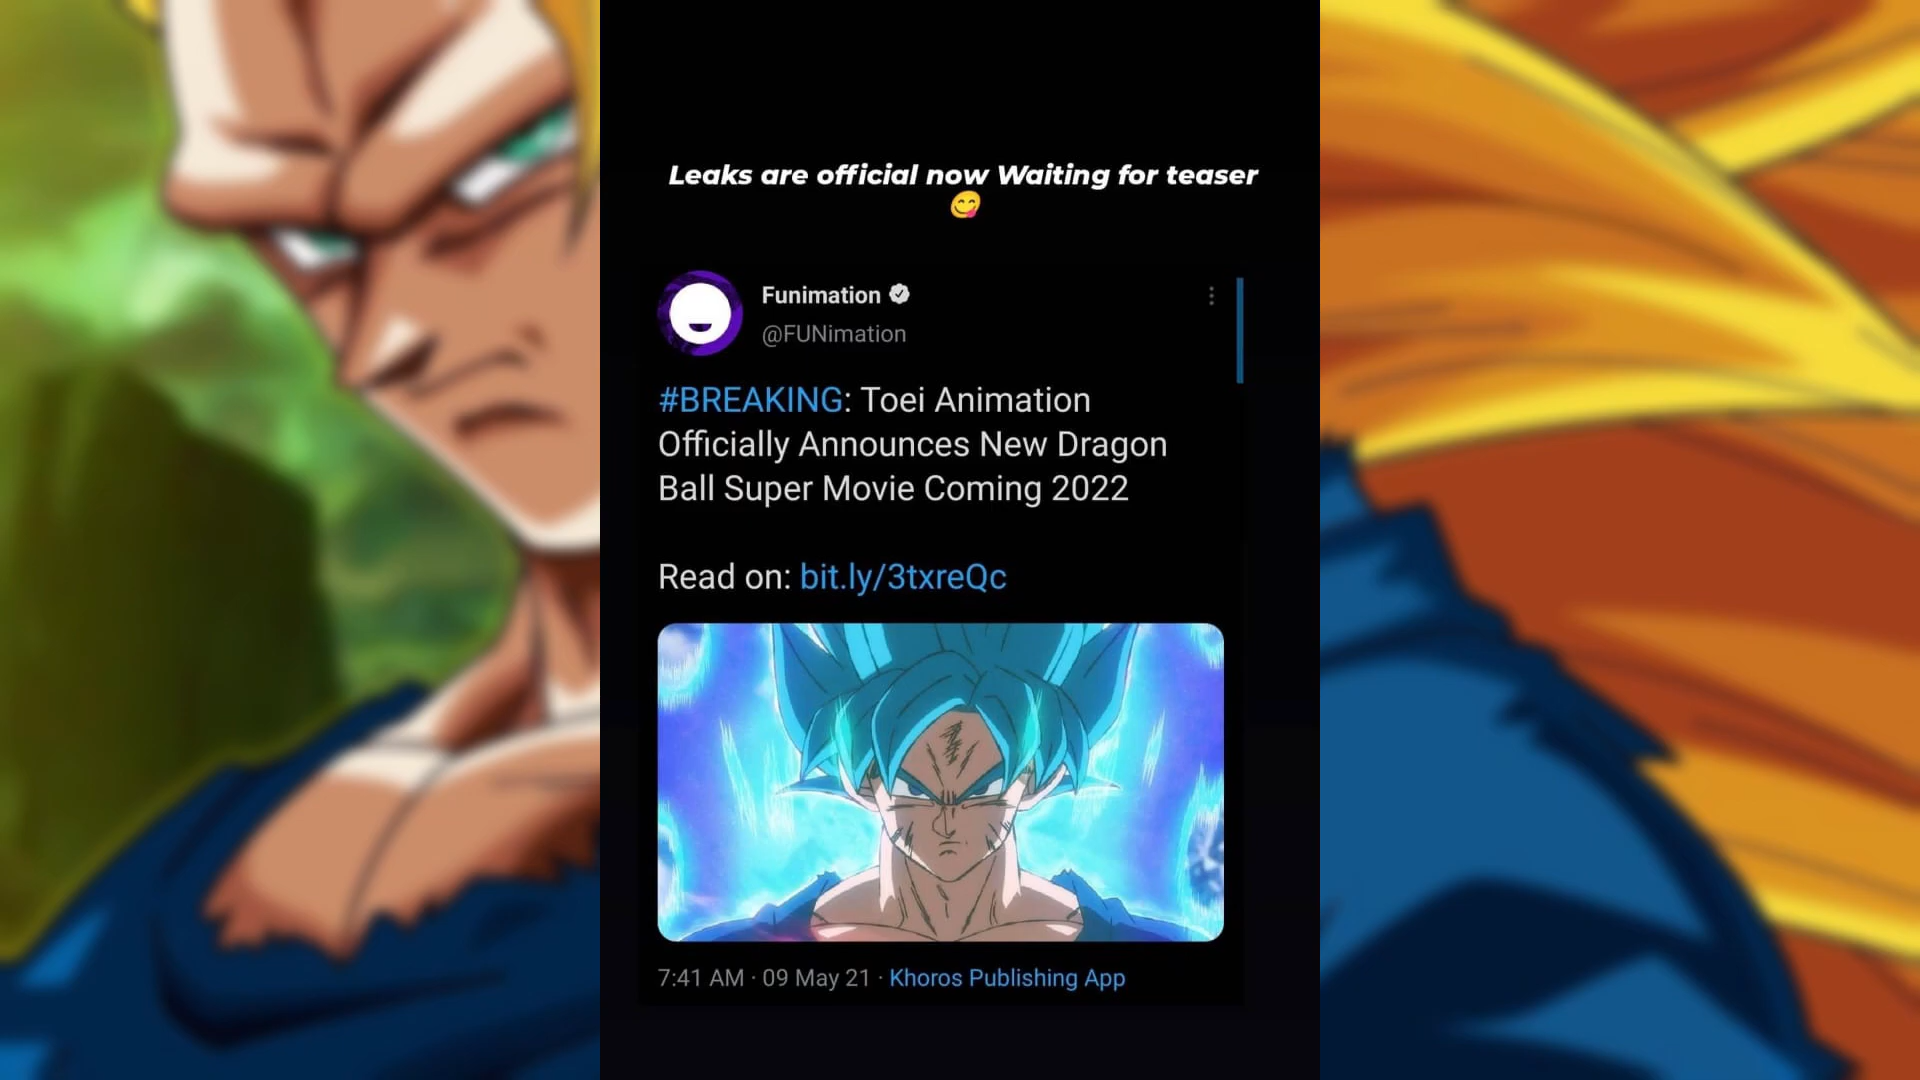 Leaks are official now Waiting for teaser
😋
Funimation
@FUNimation
#BREAKING: Toei Animation
Officially Announces New Dragon
Ball Super Movie Coming 2022
Read on: bit.ly/3txreQc
7:41 AM · 09 May 21 · Khoros Publishing App